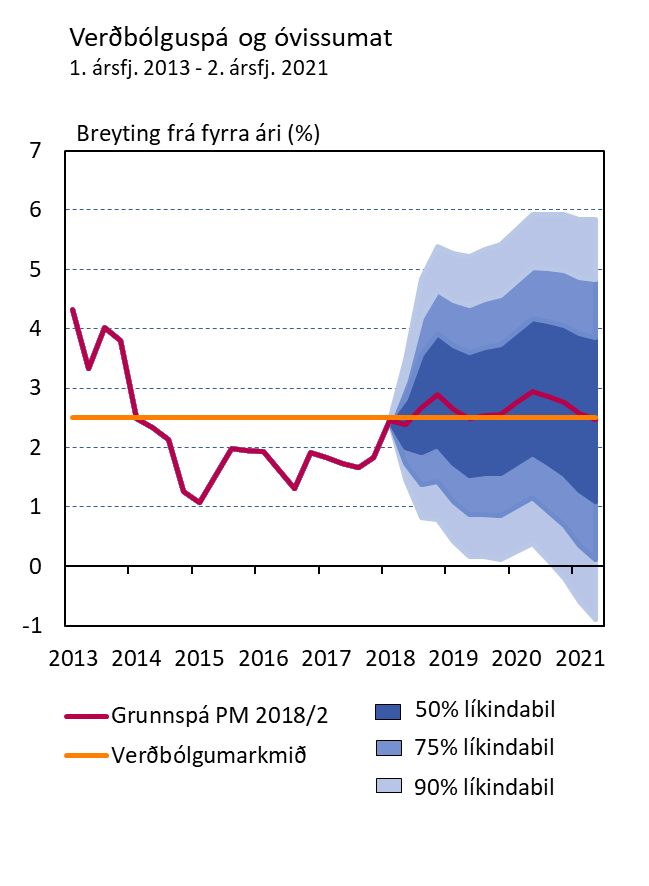 Verðbólguspá og óvissumat
1. ársfj. 2013 - 2. ársfj. 2021
Breyting frá fyrra ári (%)
7
6
5
4
3
2
1
0
-1
2013 2014 2015 2016 2017 2018 2019 2020 2021
Grunnspá PM 2018/2
Verðbólgumarkmið
50% líkindabil
75% líkindabil
90% líkindabil